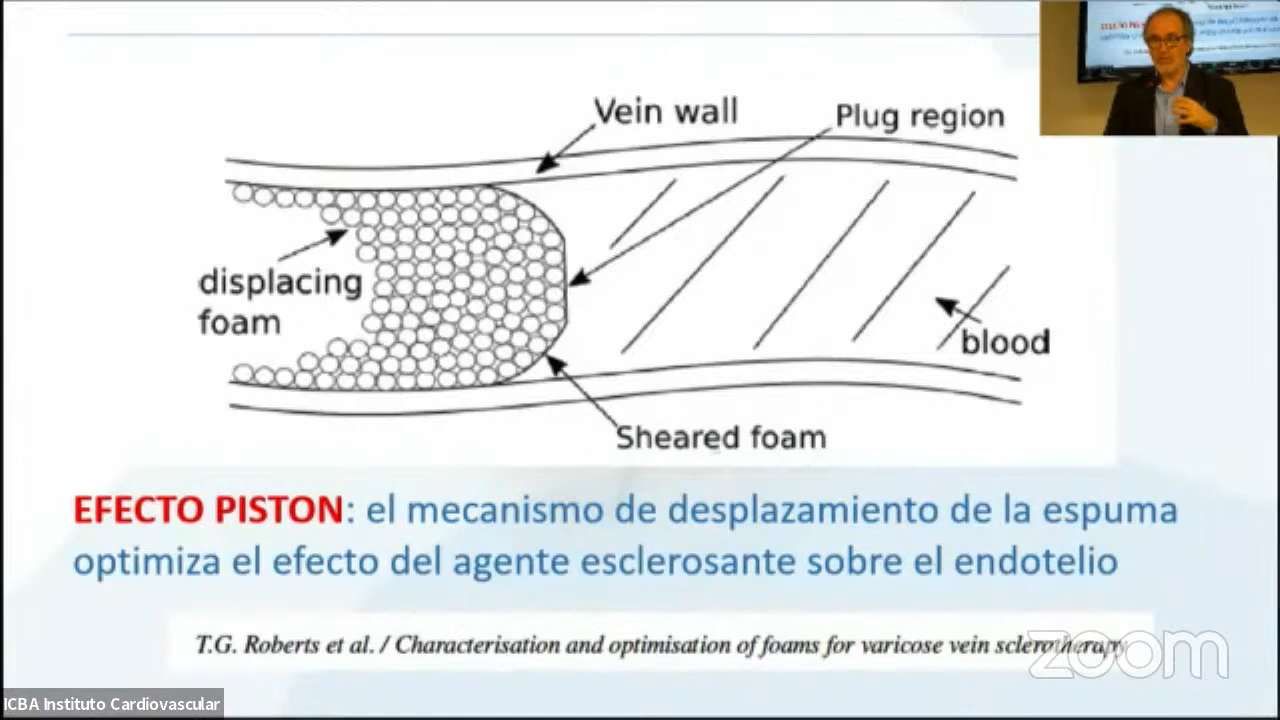 Vein wall
Plug region
displacing
foam
blood
Sheared foam
EFECTO PISTON: el mecanismo de desplazamiento de la espuma
optimiza el efecto del agente esclerosante sobre el endotelio
T.G. Roberts et al. / Characterisation and optimisation of foams for varicose vein sclerotherapy
zoom
ICBA Instituto Cardiovascular